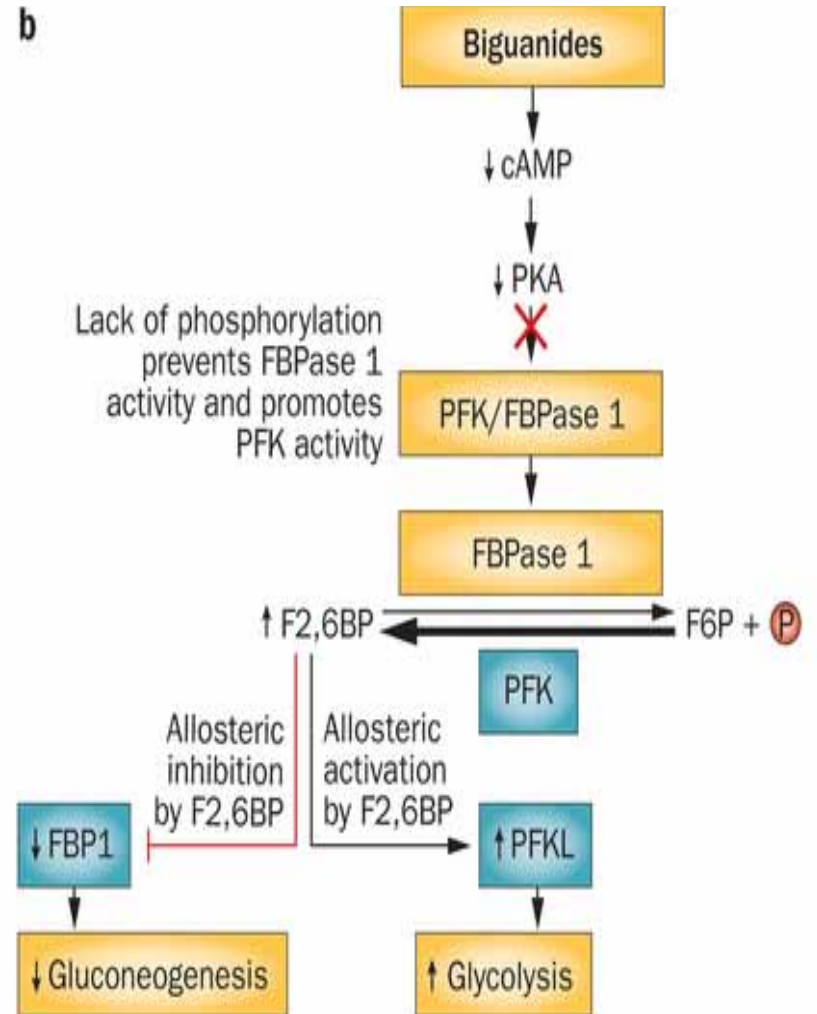 b
Biguanides
↓ cAMP
↓ PKA
Lack of phosphorylation
prevents FBPase 1
activity and promotes
PFK activity
PFK/FBPase 1
FBPase 1
↑ F2,6BP
F6P + P
PFK
Allosteric
inhibition
by F2,6BP
Allosteric
activation
by F2,6BP
↓ FBP1
↑ PFKL
↓ Gluconeogenesis
↑ Glycolysis